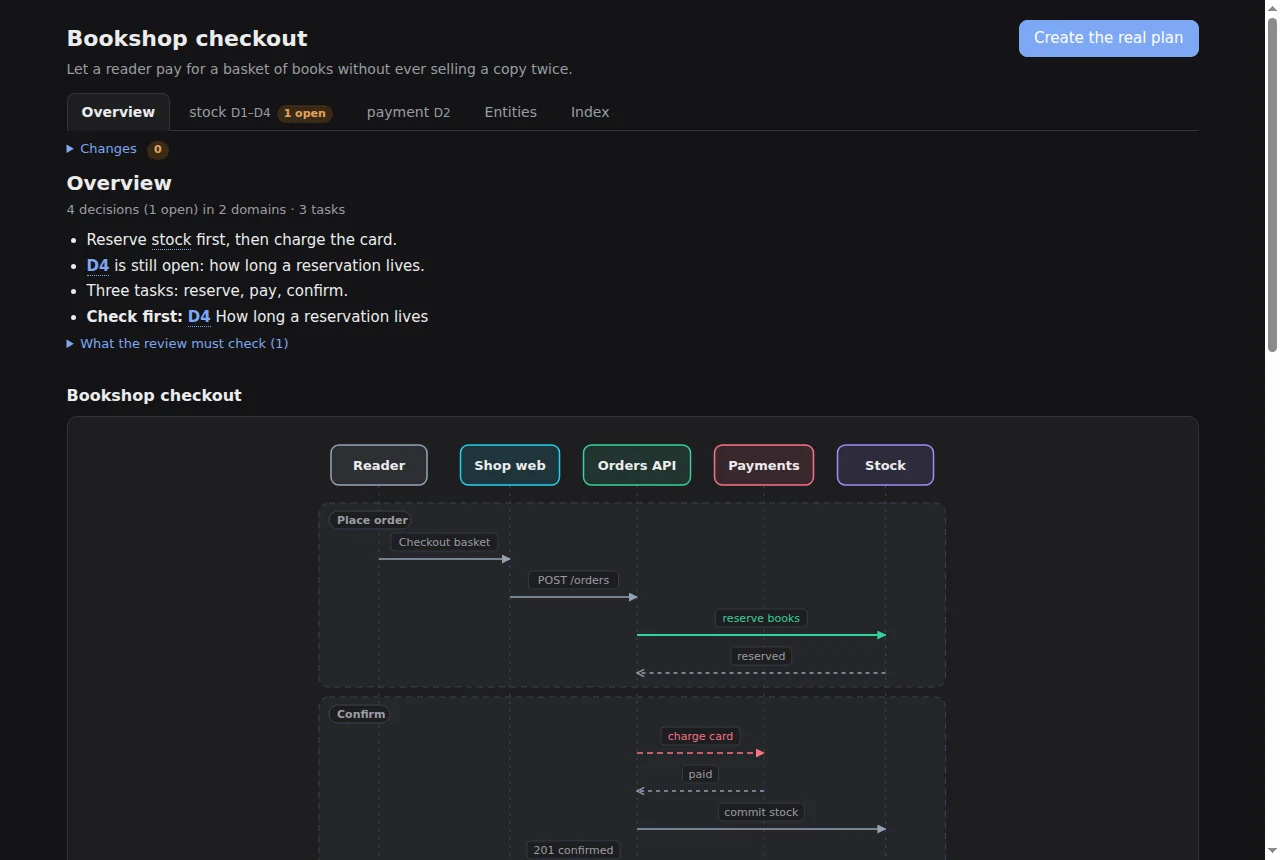 Bookshop checkout
Create the real plan
Let a reader pay for a basket of books without ever selling a copy twice.
Overview
stock D1–D4 1 open
payment D2
Entities
Index
Changes 0
Overview
4 decisions (1 open) in 2 domains · 3 tasks
Reserve stock first, then charge the card.
D4 is still open: how long a reservation lives.
Three tasks: reserve, pay, confirm.
Check first: D4 How long a reservation lives
What the review must check (1)
Bookshop checkout
Reader
Shop web
Orders API
Payments
Stock
Place order
Checkout basket
POST /orders
reserve books
reserved
Confirm
charge card
paid
commit stock
201 confirmed